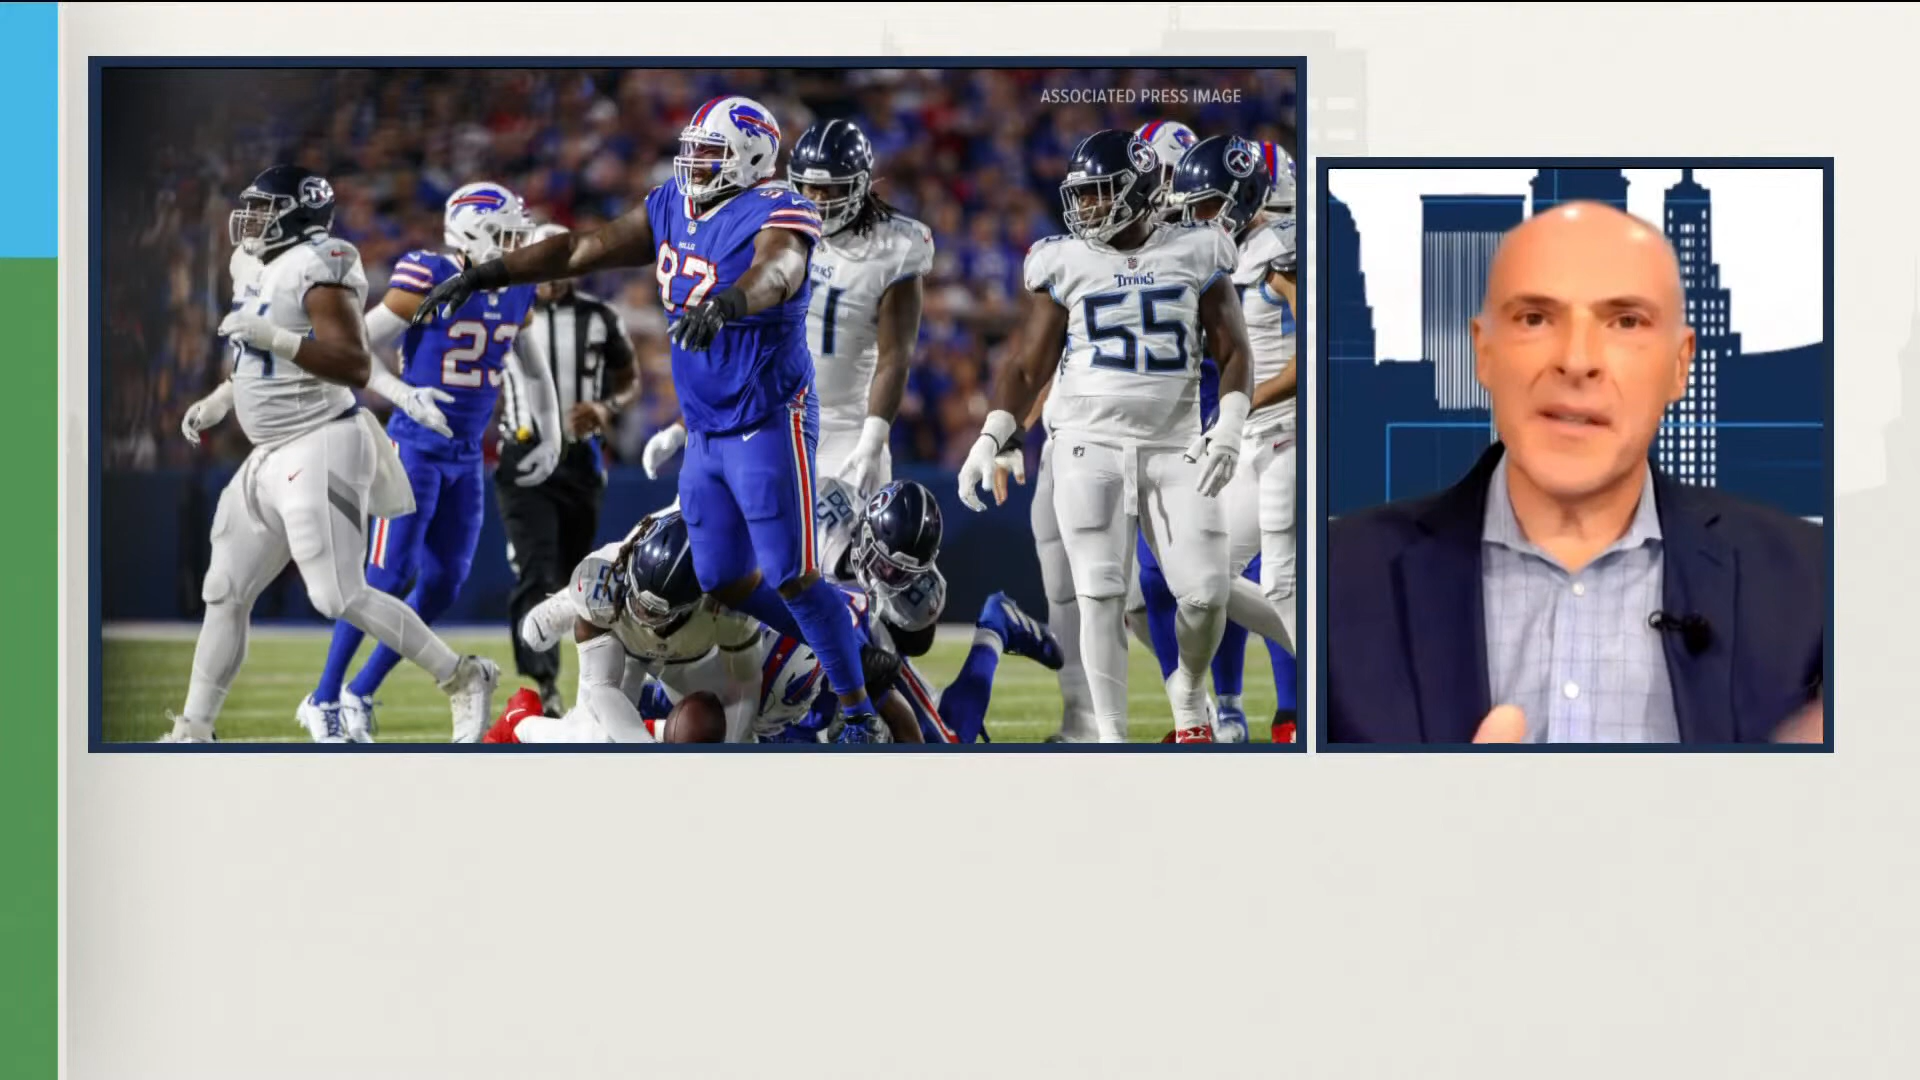 ASSOCIATED PRESS IMAGE
97
BILLS
23
TITANS
55